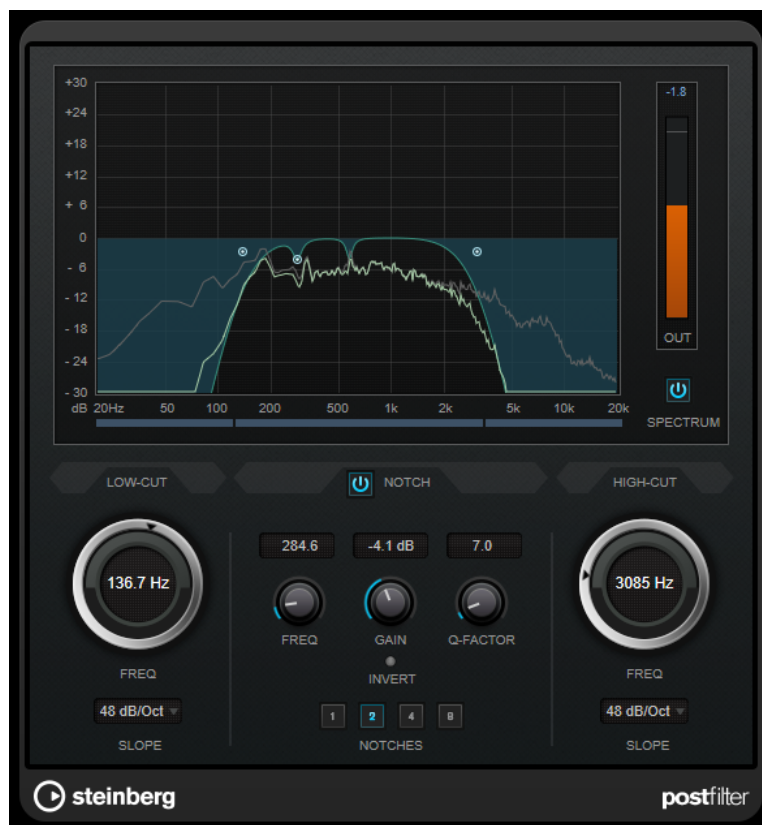 +30
-1.8
+24
+18
+12
+ 6
0
- 6
- 12
- 18
- 24
- 30
OUT
dB 20Hz 50 100 200 500 1k 2k 5k 10k 20k
SPECTRUM
LOW-CUT NOTCH HIGH-CUT
284.6 -4.1 dB 7.0
136.7 Hz 3085 Hz
FREQ GAIN Q-FACTOR
FREQ INVERT FREQ
48 dB/Oct 1 2 4 8 48 dB/Oct
SLOPE NOTCHES SLOPE
steinberg postfilter